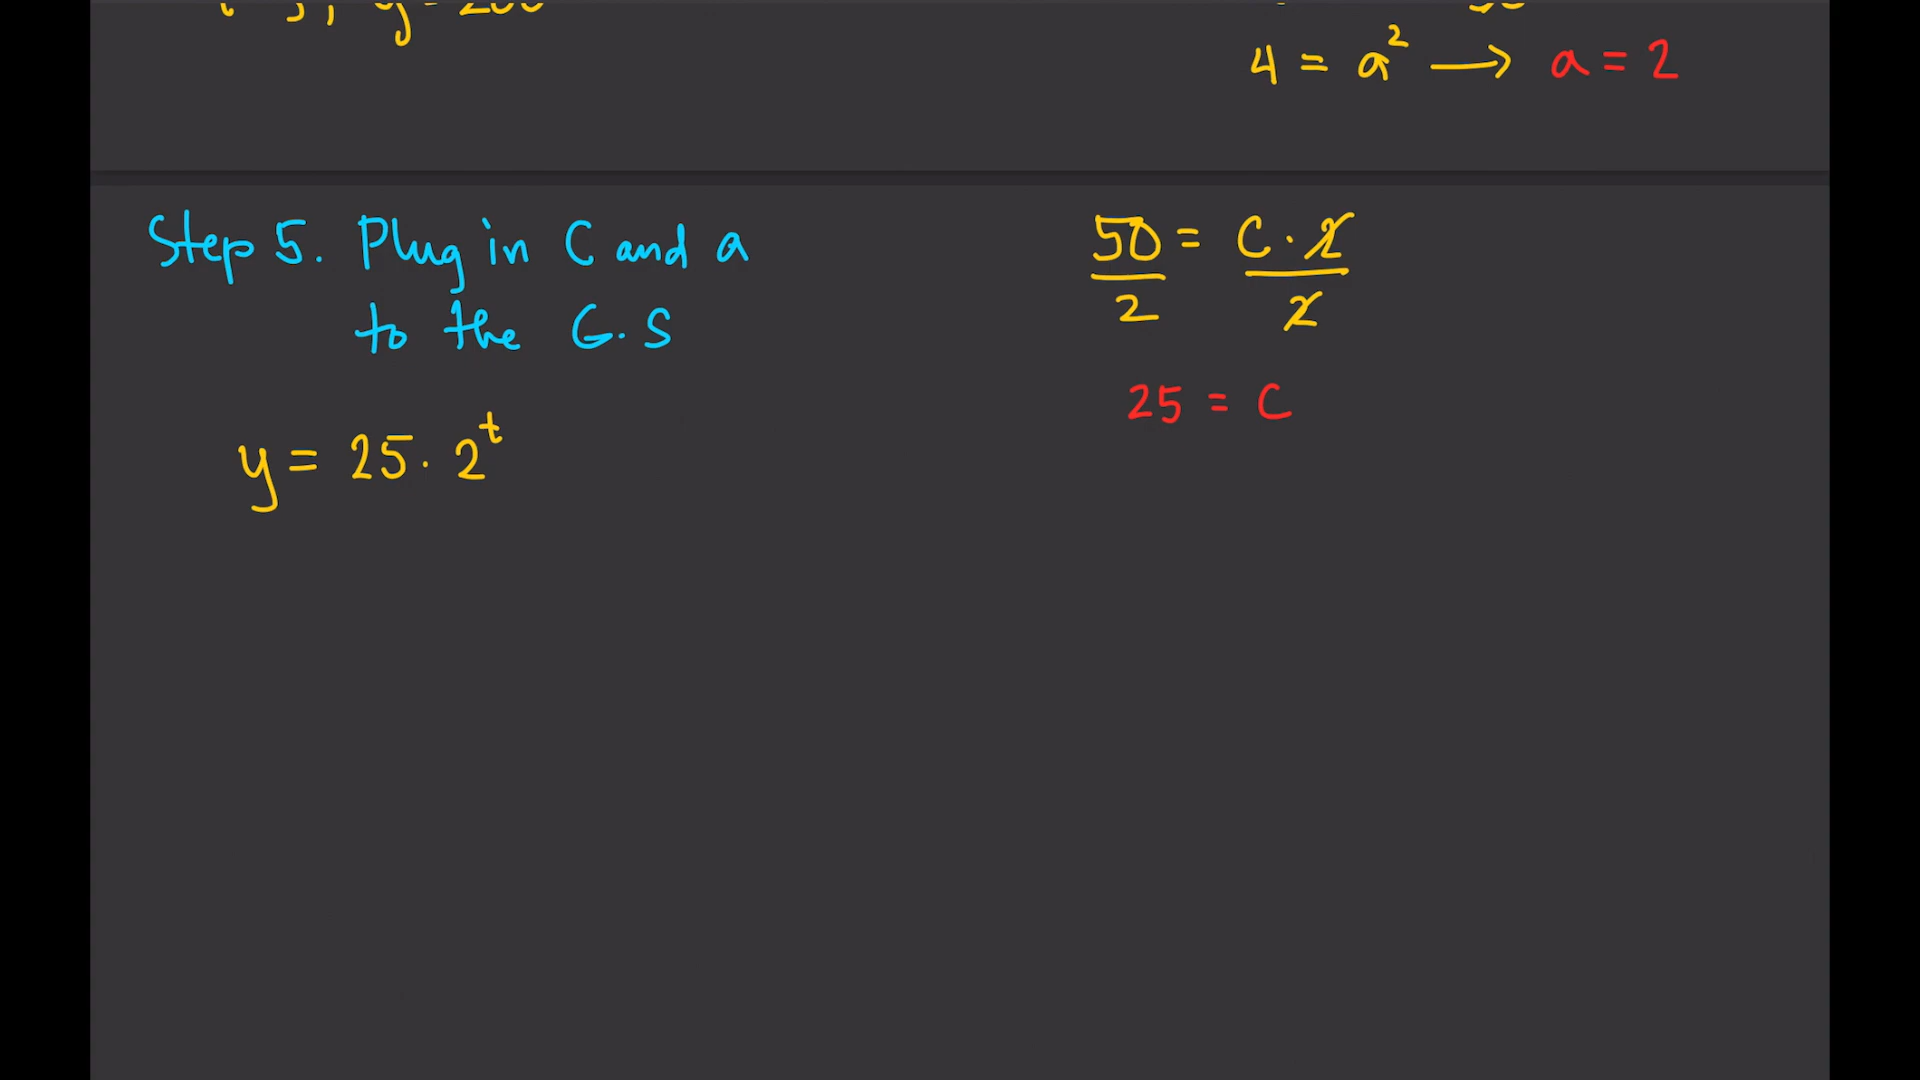 4 = a² → a = 2
Step 5. Plug in C and a
to the G.S
y = 25 · 2ᵗ
50 = C · 2
2 2
25 = C